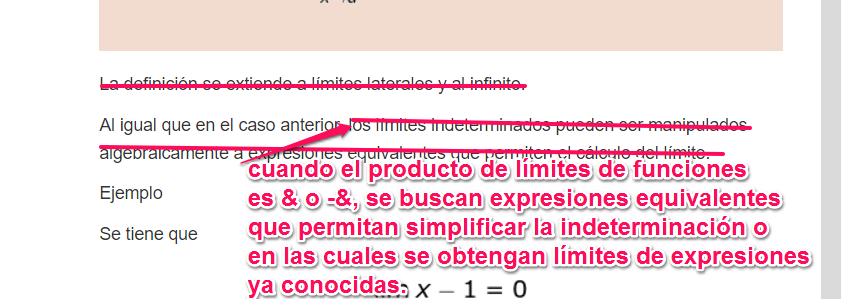 La definición se extiende a límites laterales y al infinito.
Al igual que en el caso anterior, los límites indeterminados pueden ser manipulados
algebraicamente a expresiones equivalentes que permiten el cálculo del límite.
cuando el producto de límites de funciones
es & o -&, se buscan expresiones equivalentes
Ejemplo
que permitan simplificar la indeterminación o
Se tiene que
en las cuales se obtengan límites de expresiones
ya conocidas.
x − 1 = 0